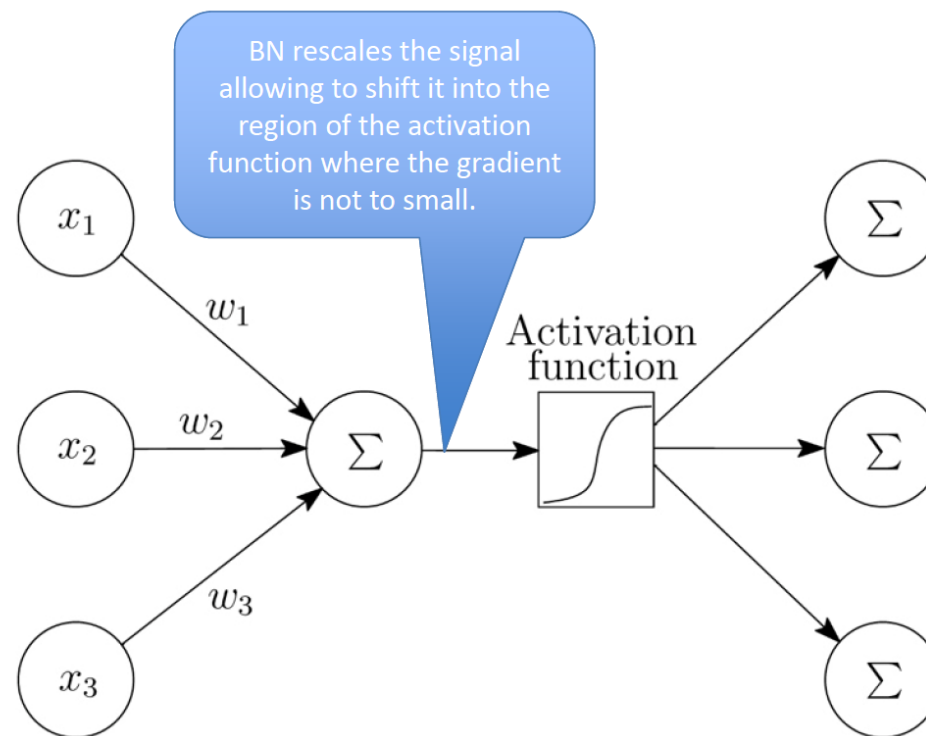 BN rescales the signal
allowing to shift it into the
region of the activation
function where the gradient
is not to small.
x₁
w₁
Σ
Activation
function
x₂
w₂
Σ
Σ
w₃
x₃
Σ